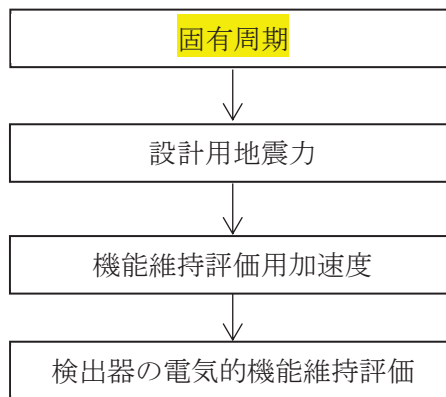 固有周期
設計用地震力
機能維持評価用加速度
検出器の電気的機能維持評価